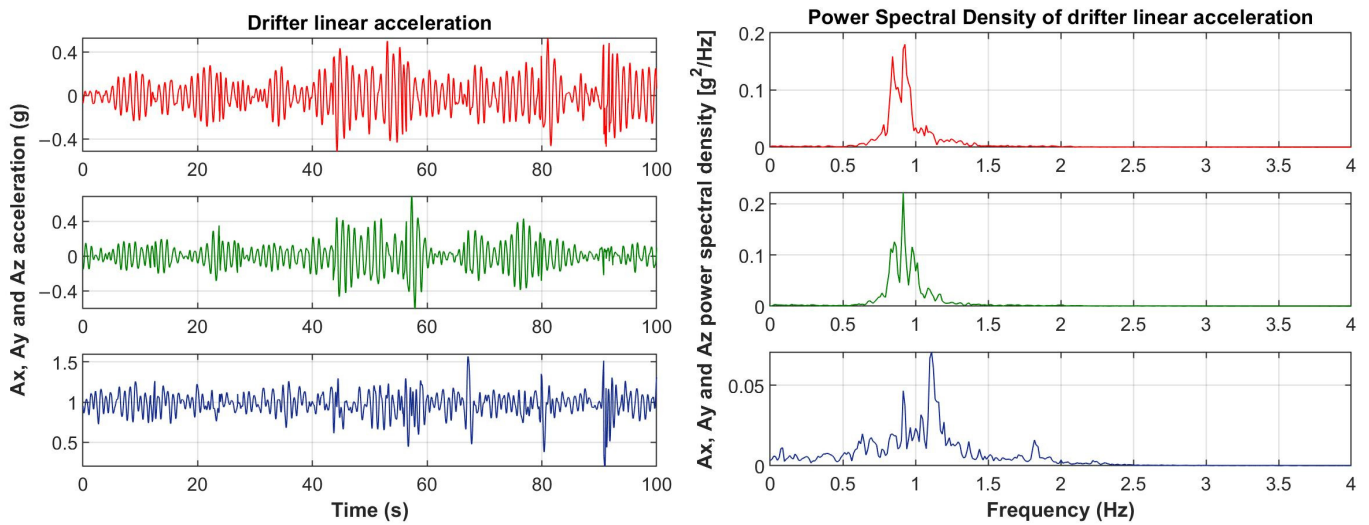 Drifter linear acceleration
Ax, Ay and Az acceleration (g)
0.4
0
−0.4
0 20 40 60 80 100
0.4
0
−0.4
0 20 40 60 80 100
1.5
1
0.5
0 20 40 60 80 100
Time (s)
Power Spectral Density of drifter linear acceleration
Ax, Ay and Az power spectral density [g²/Hz]
0.2
0.1
0
0 0.5 1 1.5 2 2.5 3 3.5 4
0.2
0.1
0
0 0.5 1 1.5 2 2.5 3 3.5 4
0.05
0
0 0.5 1 1.5 2 2.5 3 3.5 4
Frequency (Hz)